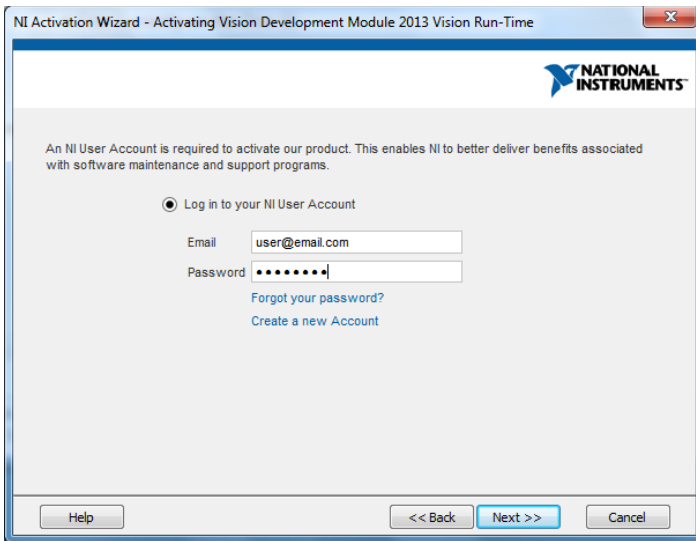 NI Activation Wizard - Activating Vision Development Module 2013 Vision Run-Time
NATIONAL
INSTRUMENTS™
An NI User Account is required to activate our product. This enables NI to better deliver benefits associated
with software maintenance and support programs.
Log in to your NI User Account
Email user@email.com
Password ●●●●●●●●
Forgot your password?
Create a new Account
Help << Back Next >> Cancel